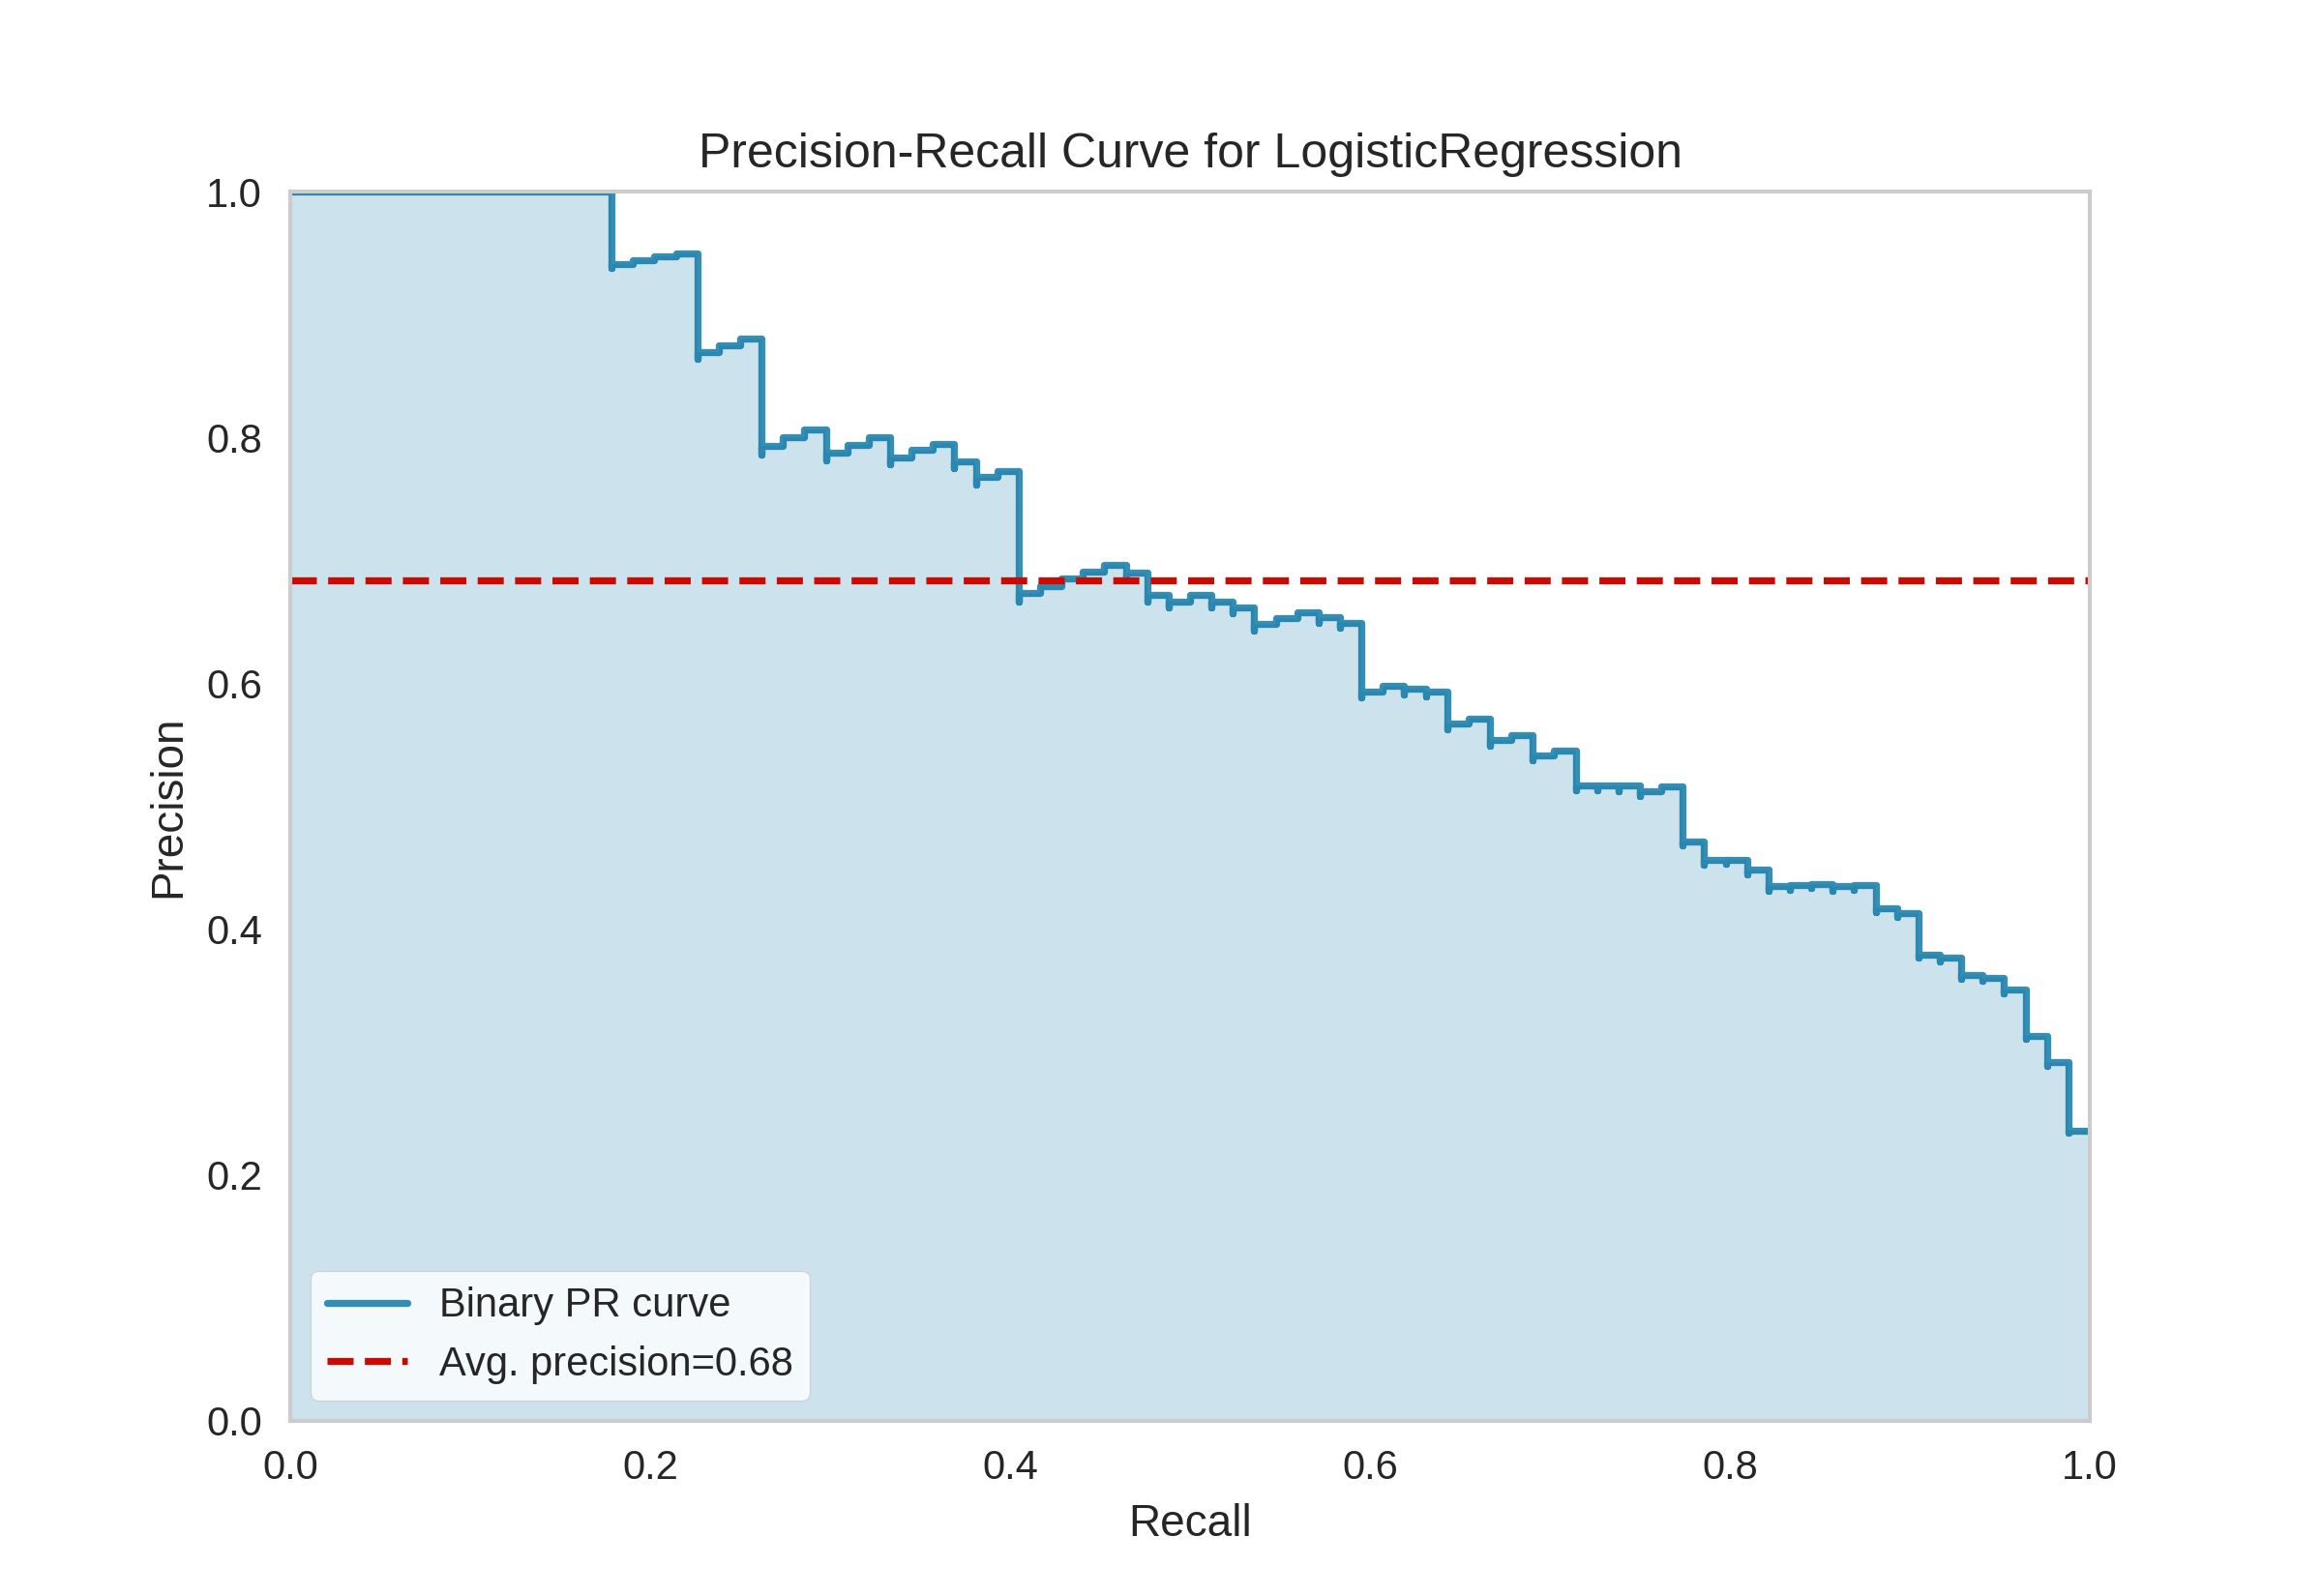 Precision-Recall Curve for LogisticRegression
1.0
0.8
0.6
0.4
0.2
0.0
Precision
Binary PR curve
Avg. precision=0.68
0.0 0.2 0.4 0.6 0.8 1.0
Recall